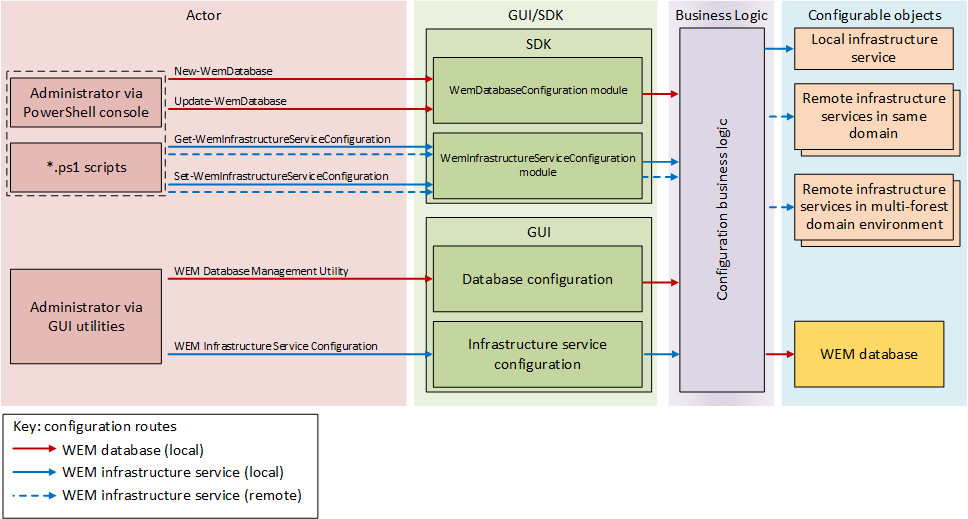 Actor
GUI/SDK
Business Logic
Configurable objects
SDK
New-WemDatabase
Update-WemDatabase
Get-WemInfrastructureServiceConfiguration
Set-WemInfrastructureServiceConfiguration
Administrator via
PowerShell console
*.ps1 scripts
WemDatabaseConfiguration module
WemInfrastructureServiceConfiguration
module
Configuration business logic
Local infrastructure
service
Remote infrastructure
services in same
domain
Remote infrastructure
services in multi-forest
domain environment
GUI
Administrator via
GUI utilities
WEM Database Management Utility
WEM Infrastructure Service Configuration
Database configuration
Infrastructure service
configuration
WEM database
Key: configuration routes
WEM database (local)
WEM infrastructure service (local)
WEM infrastructure service (remote)